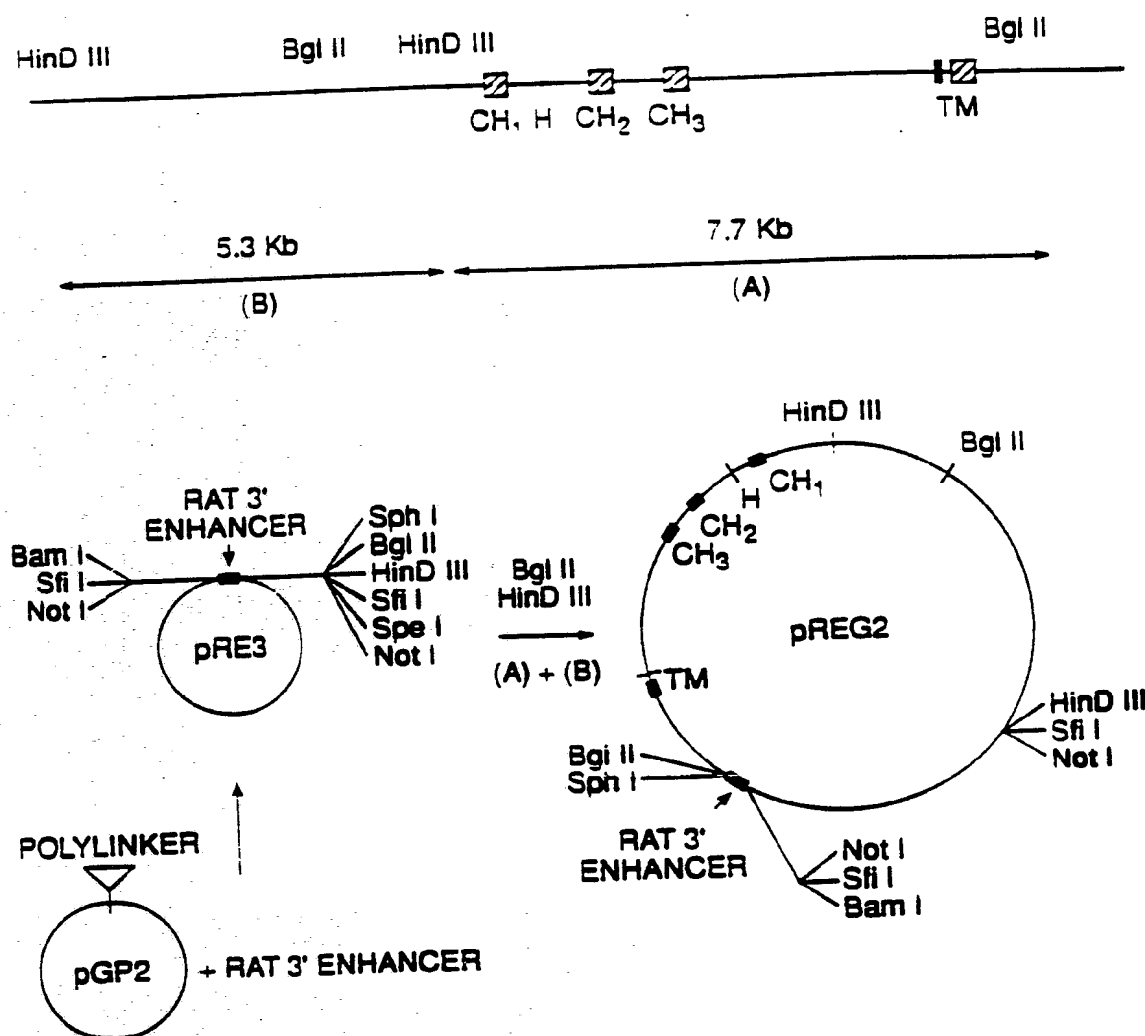 HinD III Bgl II HinD III Bgl II
CH₁ H CH₂ CH₃ TM
5.3 Kb 7.7 Kb
(B) (A)
RAT 3'
ENHANCER
Bam I
Sfi I
Not I
Sph I
Bgl II
HinD III
Sfi I
Spe I
Not I
pRE3
Bgl II
HinD III
(A) + (B)
HinD III
Bgl II
CH₁
H
CH₂
CH₃
pREG2
TM
HinD III
Sfi I
Not I
Bgl II
Sph I
RAT 3'
ENHANCER
Not I
Sfi I
Bam I
POLYLINKER
pGP2 + RAT 3' ENHANCER